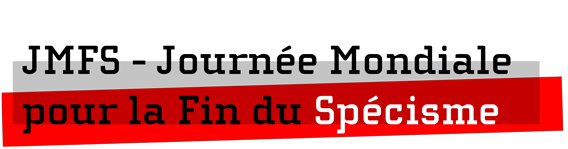 JMFS - Journée Mondiale
pour la Fin du Spécisme